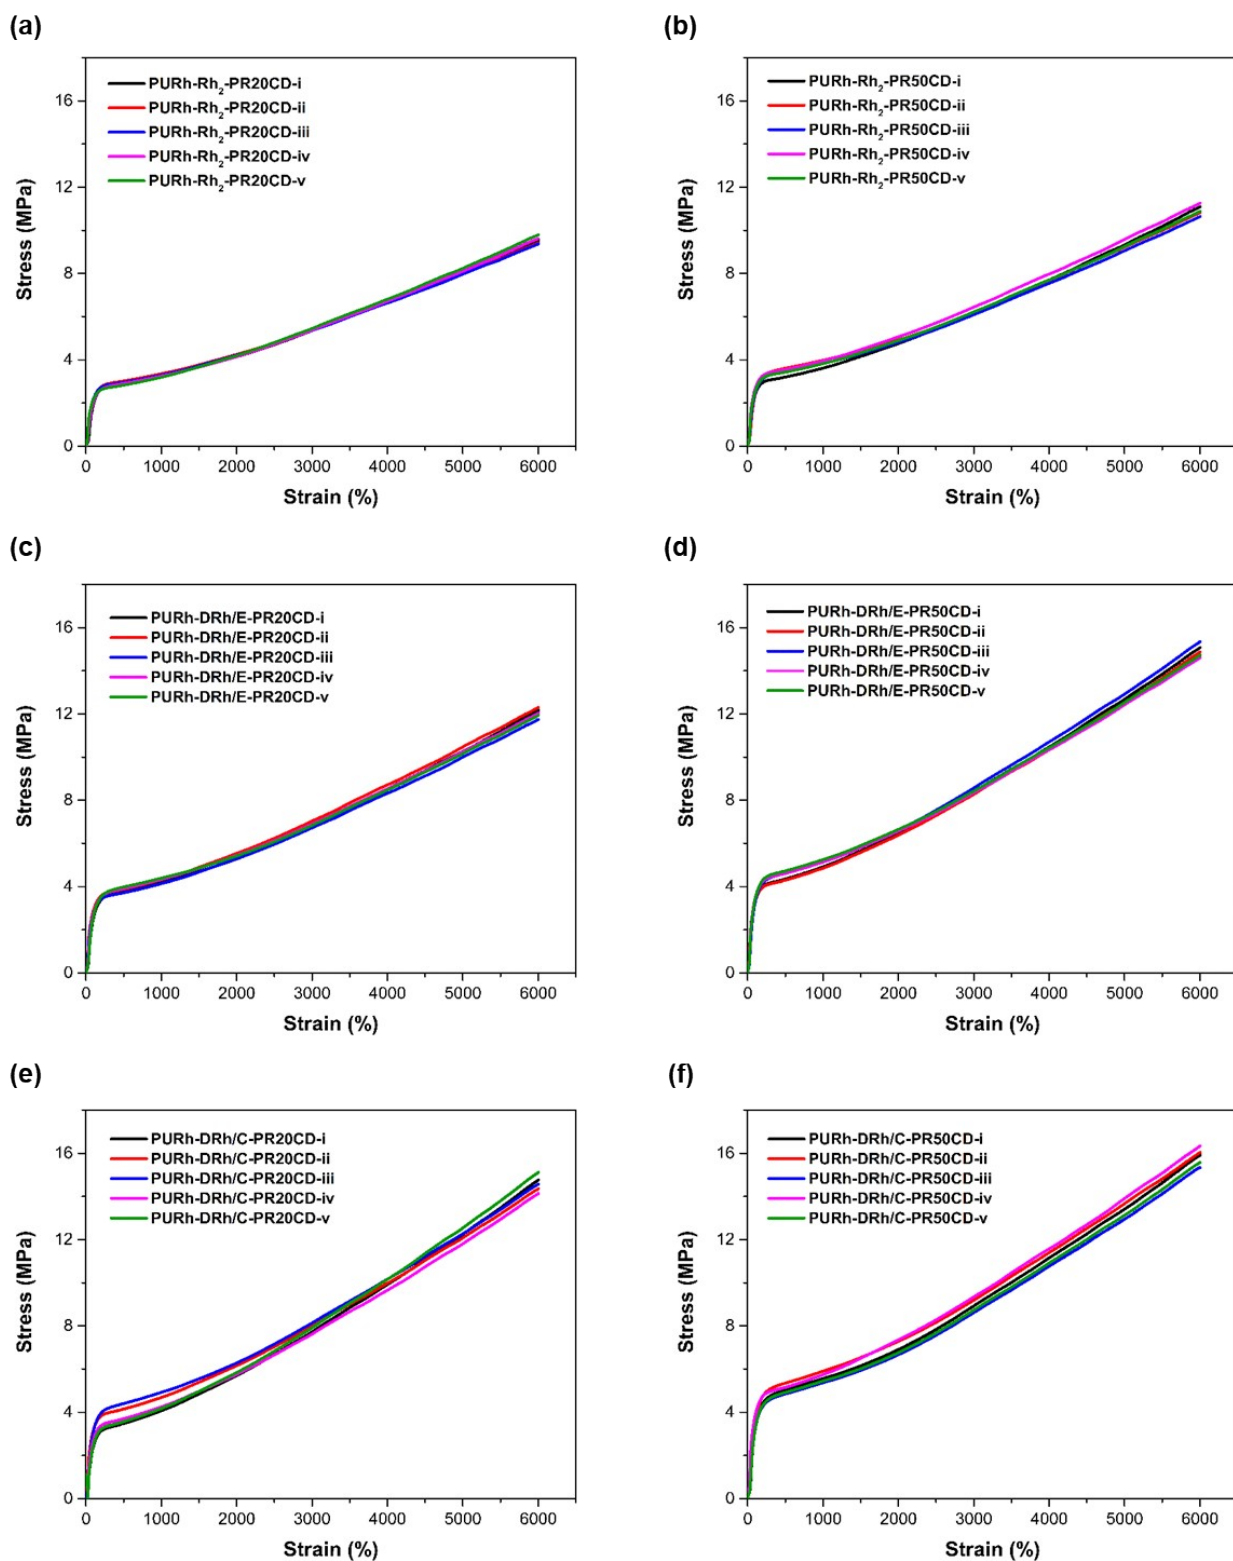 (a)
PURh-Rh2-PR20CD-i
PURh-Rh2-PR20CD-ii
PURh-Rh2-PR20CD-iii
PURh-Rh2-PR20CD-iv
PURh-Rh2-PR20CD-v
Stress (MPa)
16
12
8
4
0
0 1000 2000 3000 4000 5000 6000
Strain (%)
(b)
PURh-Rh2-PR50CD-i
PURh-Rh2-PR50CD-ii
PURh-Rh2-PR50CD-iii
PURh-Rh2-PR50CD-iv
PURh-Rh2-PR50CD-v
Stress (MPa)
16
12
8
4
0
0 1000 2000 3000 4000 5000 6000
Strain (%)
(c)
PURh-DRh/E-PR20CD-i
PURh-DRh/E-PR20CD-ii
PURh-DRh/E-PR20CD-iii
PURh-DRh/E-PR20CD-iv
PURh-DRh/E-PR20CD-v
Stress (MPa)
16
12
8
4
0
0 1000 2000 3000 4000 5000 6000
Strain (%)
(d)
PURh-DRh/E-PR50CD-i
PURh-DRh/E-PR50CD-ii
PURh-DRh/E-PR50CD-iii
PURh-DRh/E-PR50CD-iv
PURh-DRh/E-PR50CD-v
Stress (MPa)
16
12
8
4
0
0 1000 2000 3000 4000 5000 6000
Strain (%)
(e)
PURh-DRh/C-PR20CD-i
PURh-DRh/C-PR20CD-ii
PURh-DRh/C-PR20CD-iii
PURh-DRh/C-PR20CD-iv
PURh-DRh/C-PR20CD-v
Stress (MPa)
16
12
8
4
0
0 1000 2000 3000 4000 5000 6000
Strain (%)
(f)
PURh-DRh/C-PR50CD-i
PURh-DRh/C-PR50CD-ii
PURh-DRh/C-PR50CD-iii
PURh-DRh/C-PR50CD-iv
PURh-DRh/C-PR50CD-v
Stress (MPa)
16
12
8
4
0
0 1000 2000 3000 4000 5000 6000
Strain (%)